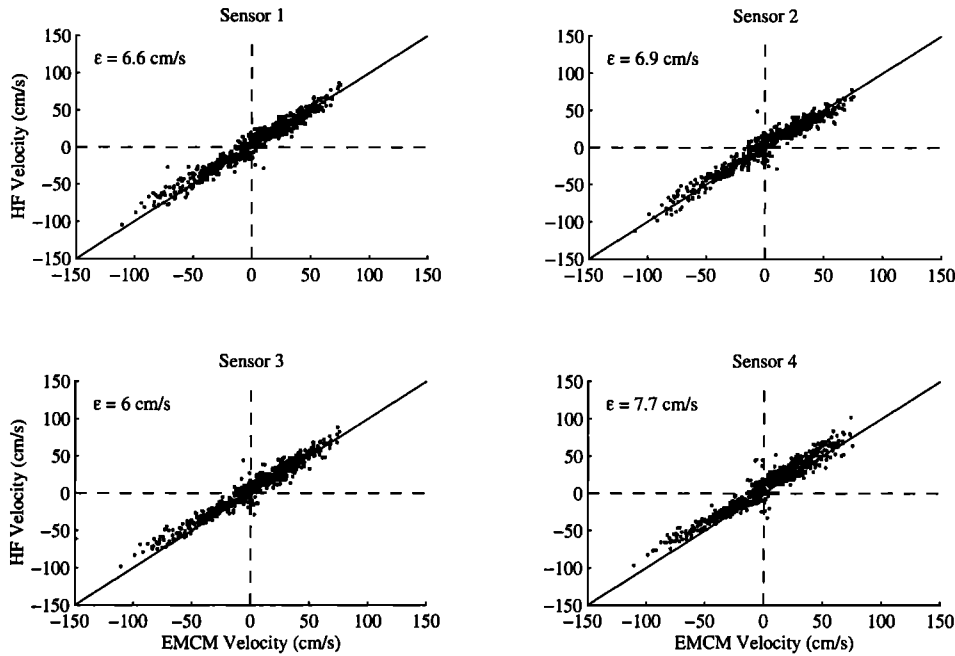 Sensor 1
Sensor 2
150
100
50
0
−50
−100
−150
ε = 6.6 cm/s
HF Velocity (cm/s)
−150 −100 −50 0 50 100 150
150
100
50
0
−50
−100
−150
ε = 6.9 cm/s
−150 −100 −50 0 50 100 150
Sensor 3
Sensor 4
150
100
50
0
−50
−100
−150
ε = 6 cm/s
HF Velocity (cm/s)
−150 −100 −50 0 50 100 150
EMCM Velocity (cm/s)
150
100
50
0
−50
−100
−150
ε = 7.7 cm/s
−150 −100 −50 0 50 100 150
EMCM Velocity (cm/s)